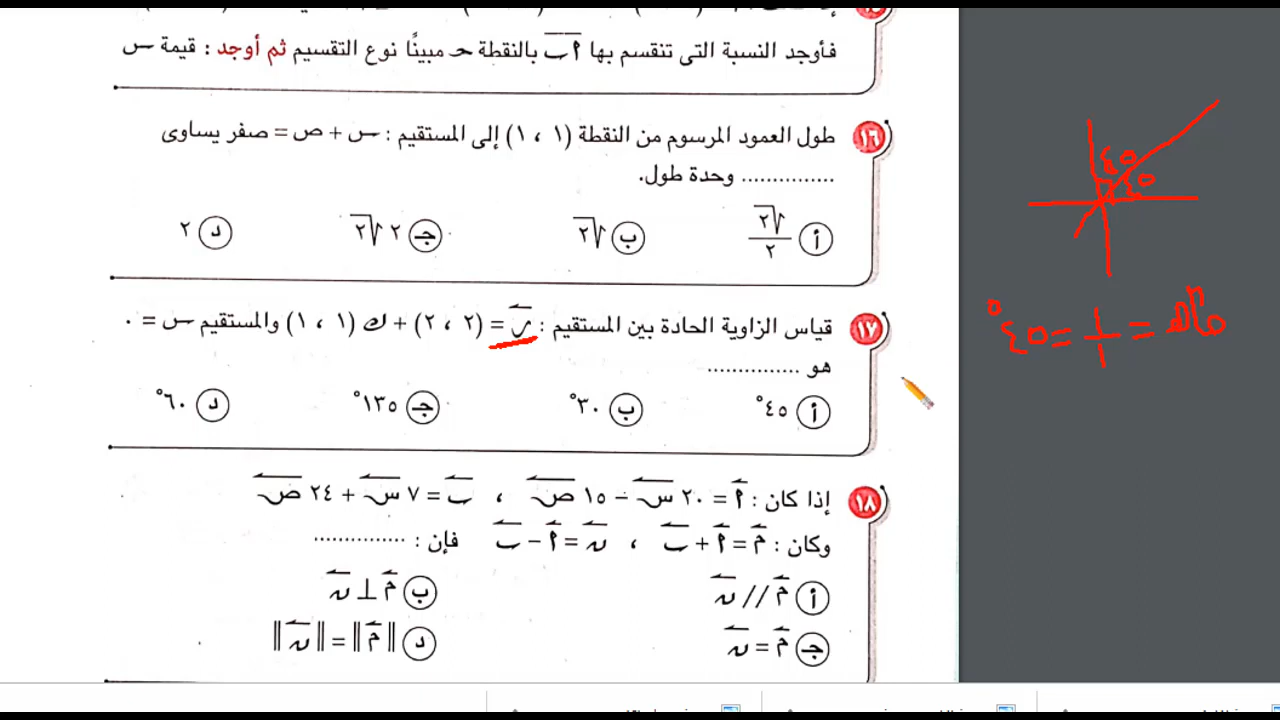 فأوجد النسبة التى تنقسم بها أب بالنقطة حـ مبينًا نوع التقسيم ثم أوجد : قيمة س
١٦ طول العمود المرسوم من النقطة (١ ، ١) إلى المستقيم : س + ص = صفر يساوى
............... وحدة طول.
أ √٢/٢ ب √٢ جـ ٢√٢ د ٢
١٧ قياس الزاوية الحادة بين المستقيم : ر = (٢ ، ٢) + ك (١ ، ١) والمستقيم س = ٠
هو ...............
أ ٤٥° ب ٣٠° جـ ١٣٥° د ٦٠°
١٨ إذا كان : أ = ٢٠ س − ١٥ ص ، ب = ٧ س + ٢٤ ص
وكان : م = أ + ب ، ن = أ − ب فإن : ...............
أ م // ن ب م ⊥ ن
جـ م = ن د ||م|| = ||ن||
٤٥
٤٥
= ١/١ = ٤٥°